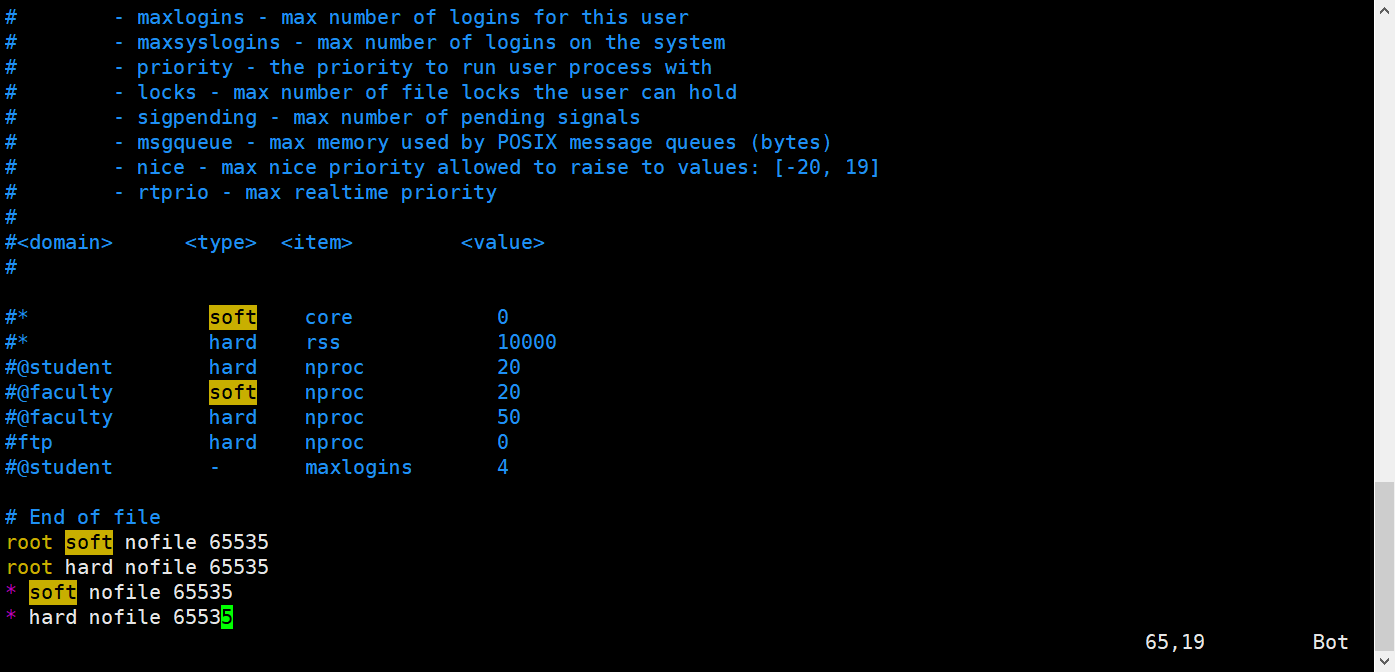 #        - maxlogins - max number of logins for this user
#        - maxsyslogins - max number of logins on the system
#        - priority - the priority to run user process with
#        - locks - max number of file locks the user can hold
#        - sigpending - max number of pending signals
#        - msgqueue - max memory used by POSIX message queues (bytes)
#        - nice - max nice priority allowed to raise to values: [-20, 19]
#        - rtprio - max realtime priority
#
#<domain>      <type>  <item>         <value>
#
#*               soft    core            0
#*               hard    rss             10000
#@student        hard    nproc           20
#@faculty        soft    nproc           20
#@faculty        hard    nproc           50
#ftp             hard    nproc           0
#@student        -       maxlogins       4
# End of file
root soft nofile 65535
root hard nofile 65535
* soft nofile 65535
* hard nofile 65535
65,19         Bot